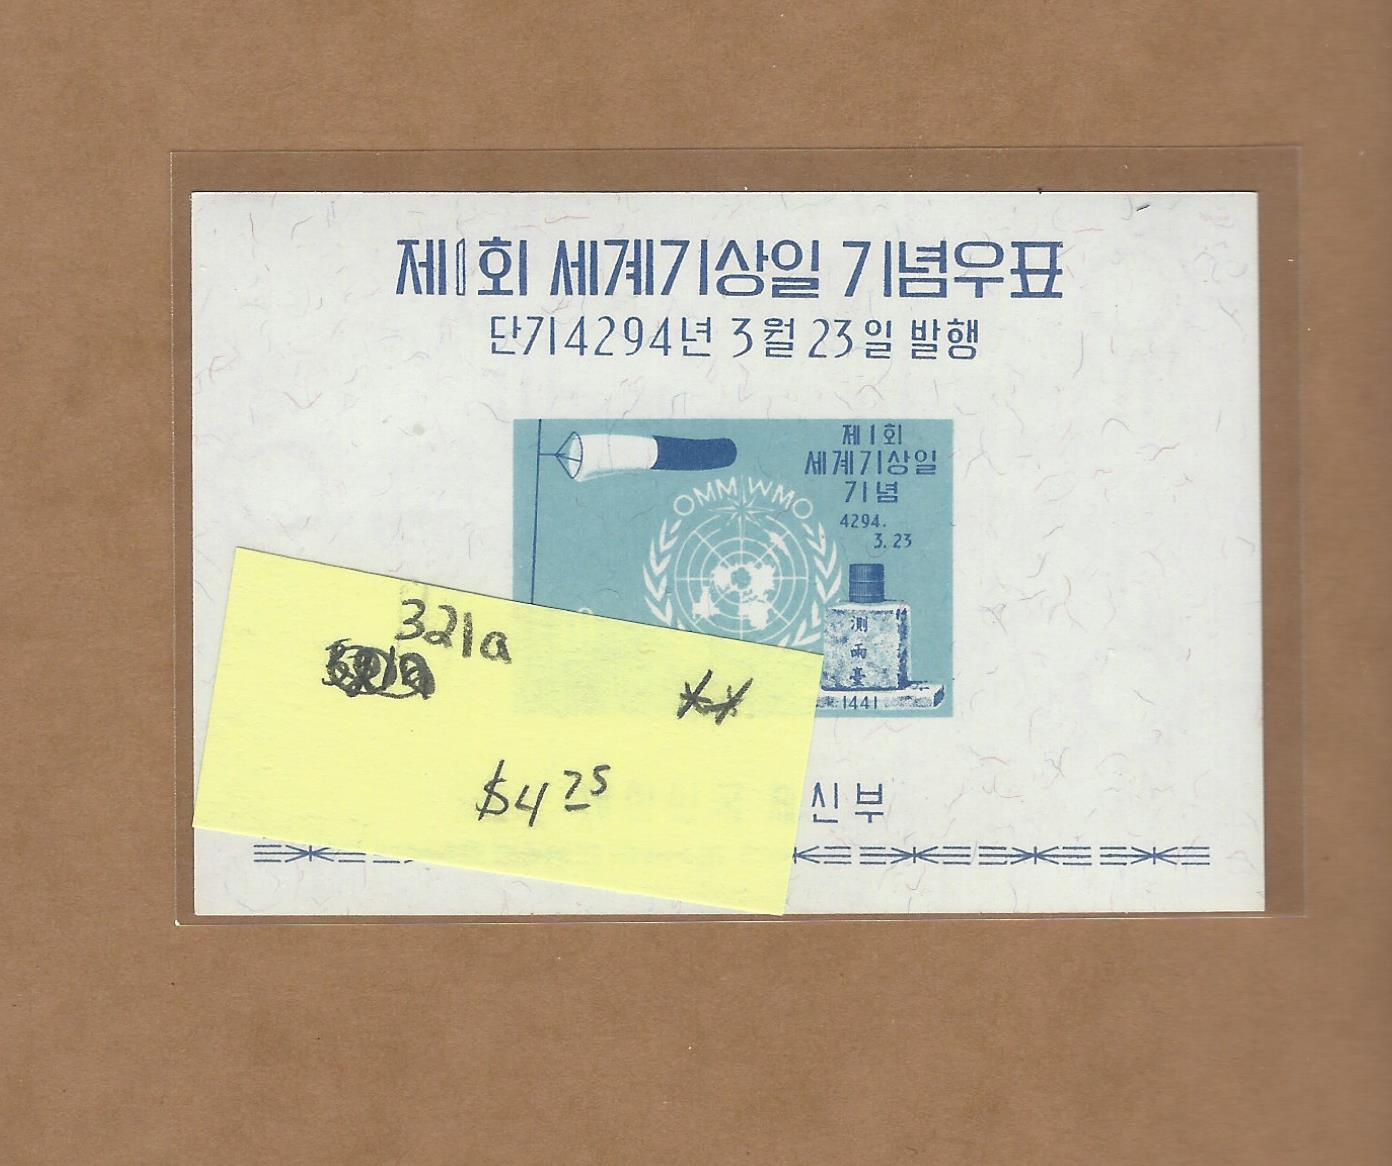 제1회 세계기상일 기념우표
단기4294년 3월 23일 발행
제1회
세계기상일
기념
4294.
3.23
OMM WMO
測
雨
臺
1441
321a
$4.75
신부